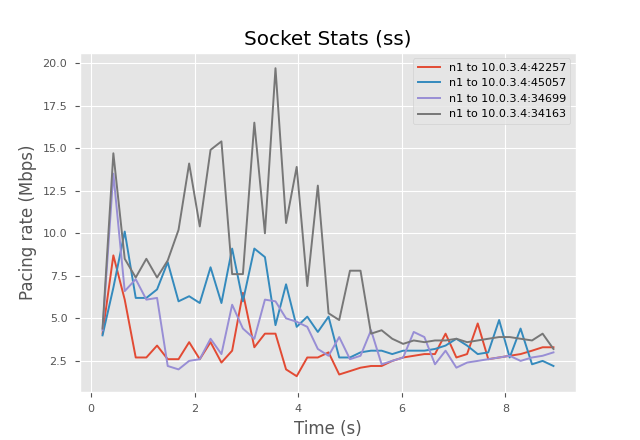 Socket Stats (ss)
n1 to 10.0.3.4:42257
n1 to 10.0.3.4:45057
n1 to 10.0.3.4:34699
n1 to 10.0.3.4:34163
Pacing rate (Mbps)
20.0
17.5
15.0
12.5
10.0
7.5
5.0
2.5
0 2 4 6 8
Time (s)